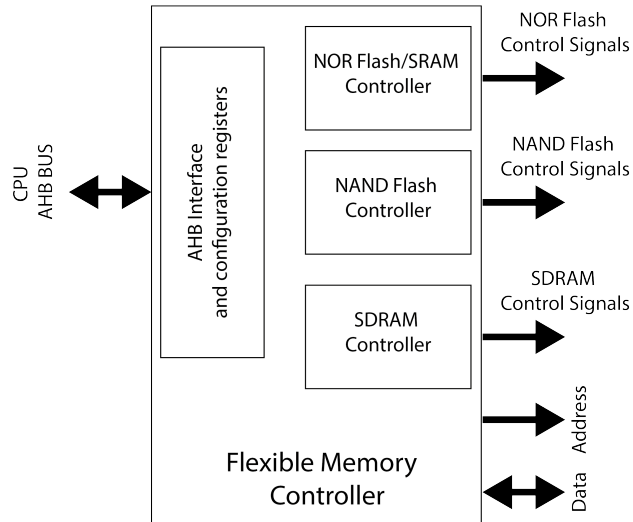 CPU
AHB BUS
AHB Interface
and configuration registers
NOR Flash/SRAM
Controller
NAND Flash
Controller
SDRAM
Controller
Flexible Memory
Controller
NOR Flash
Control Signals
NAND Flash
Control Signals
SDRAM
Control Signals
Address
Data